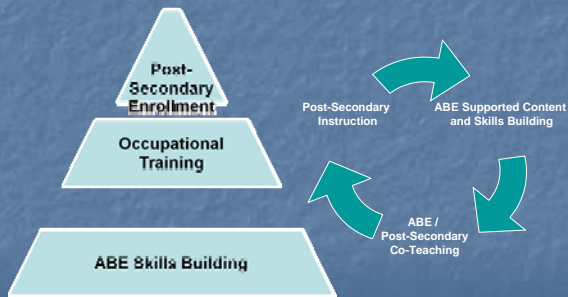 Post-
Secondary
Enrollment
Occupational
Training
ABE Skills Building
Post-Secondary
Instruction
ABE Supported Content
and Skills Building
ABE /
Post-Secondary
Co-Teaching